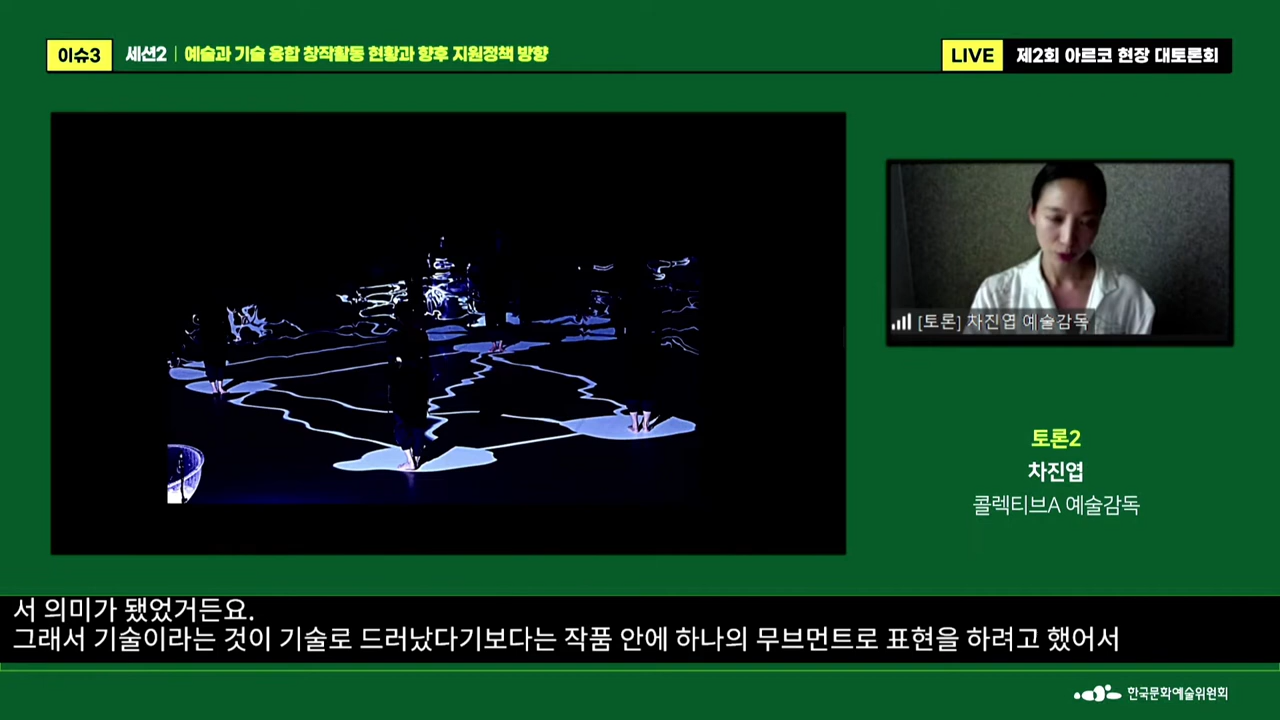 이슈3
세션2 | 예술과 기술 융합 창작활동 현황과 향후 지원정책 방향
LIVE
제2회 아르코 현장 대토론회
[토론] 차진엽 예술감독
토론2
차진엽
콜렉티브A 예술감독
서 의미가 됐었거든요.
그래서 기술이라는 것이 기술로 드러났다기보다는 작품 안에 하나의 무브먼트로 표현을 하려고 했어서
한국문화예술위원회